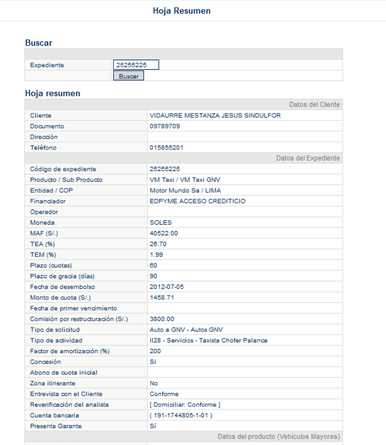 Hoja Resumen
Buscar
Expediente 25255225
Buscar
Hoja resumen
Datos del Cliente
Cliente VIDAURRE MESTANZA JESUS SINDULFOR
Documento 09789709
Dirección
Teléfono 015855201
Datos del Expediente
Código de expediente 25255225
Producto / Sub Producto VM Taxi / VM Taxi GNV
Entidad / COP Motor Mundo Sa / LIMA
Financiador EDPYME ACCESO CREDITICIO
Operador
Moneda SOLES
MAF (S/.) 40522.00
TEA (%) 26.70
TEM (%) 1.99
Plazo (cuotas) 60
Plazo de gracia (días) 90
Fecha de desembolso 2012-07-05
Monto de cuota (S/.) 1458.71
Fecha de primer vencimiento
Comisión por restructuración (S/.) 3800.00
Tipo de solicitud Auto a GNV - Autos GNV
Tipo de actividad II28 - Servicios - Taxista Chofer Palanca
Factor de amortización (%) 200
Concesión Si
Abono de cuota inicial
Zona itinerante No
Entrevista con el Cliente Conforme
Reverificación del analista [ Domiciliar: Conforme ]
Cuenta bancaria ( 191-1744805-1-01 )
Presenta Garante Sí
Datos del producto (Vehículos Mayores)